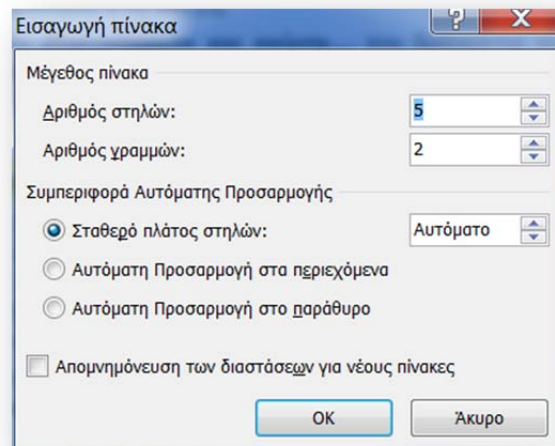 Εισαγωγή πίνακα
Μέγεθος πίνακα
Αριθμός στηλών: 5
Αριθμός γραμμών: 2
Συμπεριφορά Αυτόματης Προσαρμογής
Σταθερό πλάτος στηλών: Αυτόματο
Αυτόματη Προσαρμογή στα περιεχόμενα
Αυτόματη Προσαρμογή στο παράθυρο
Απομνημόνευση των διαστάσεων για νέους πίνακες
OK Άκυρο